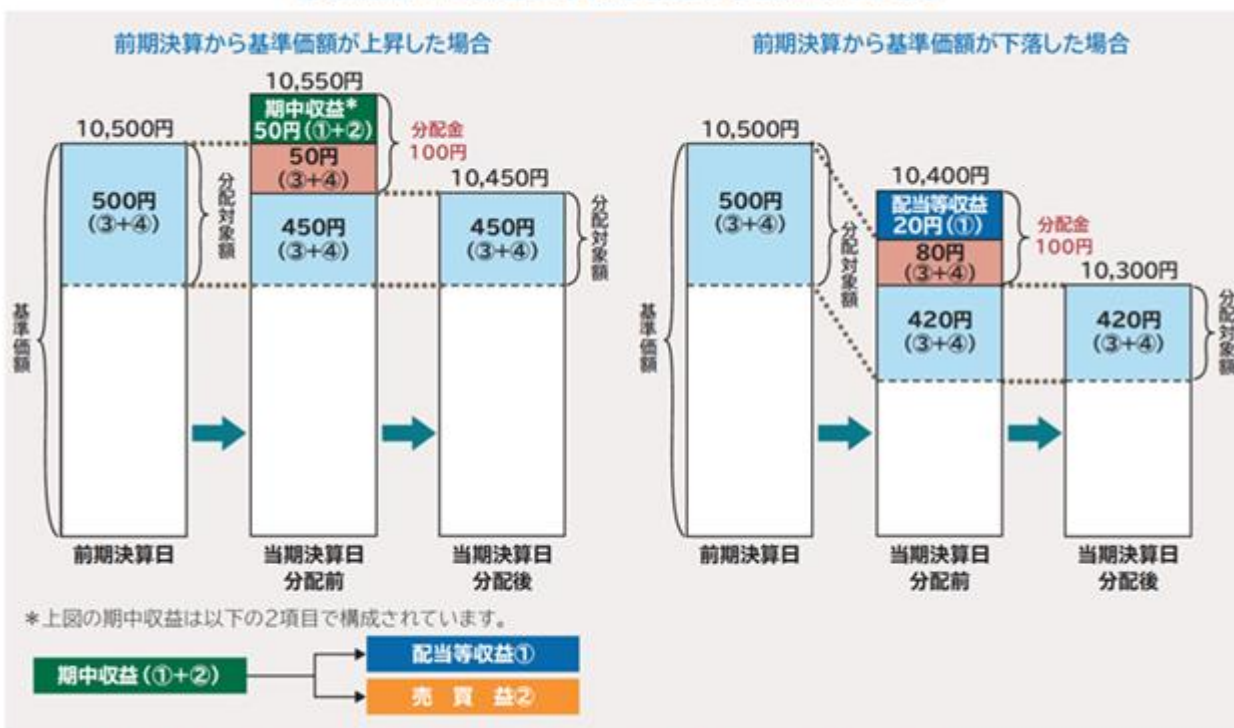 前期決算から基準価額が上昇した場合
10,550円
期中収益*
50円(①+②)
10,500円
分配金
100円
50円
(③+④)
10,450円
500円
(③+④)
分配対象額
450円
(③+④)
450円
(③+④)
分配対象額
基準価額
前期決算日
当期決算日
分配前
当期決算日
分配後
前期決算から基準価額が下落した場合
10,500円
10,400円
500円
(③+④)
分配対象額
配当等収益
20円(①)
分配金
100円
80円
(③+④)
10,300円
420円
(③+④)
420円
(③+④)
分配対象額
基準価額
前期決算日
当期決算日
分配前
当期決算日
分配後
*上図の期中収益は以下の2項目で構成されています。
期中収益(①+②)
配当等収益①
売 買 益②